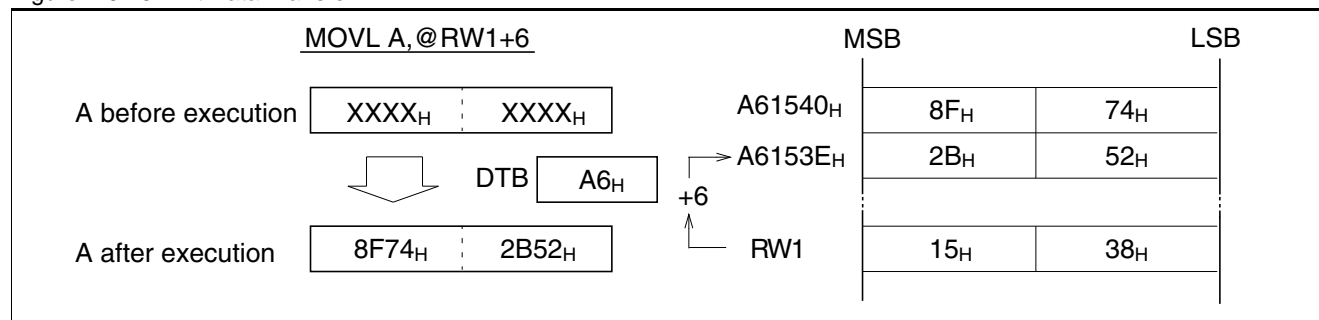 MOVL A,@RW1+6
MSB LSB
A before execution XXXXH XXXXH A61540H 8FH 74H
A6153EH 2BH 52H
DTB A6H
+6
A after execution 8F74H 2B52H RW1 15H 38H